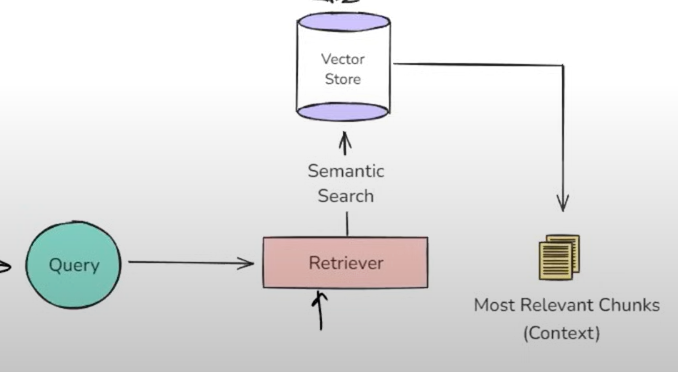 Vector
Store
Semantic
Search
Query
Retriever
Most Relevant Chunks
(Context)